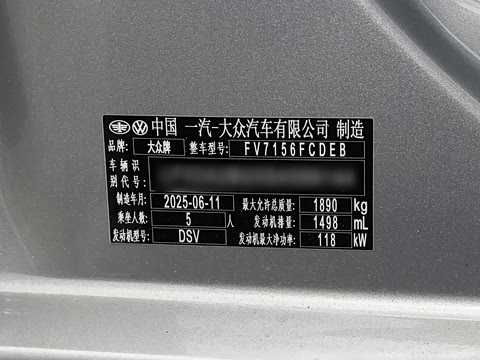 中国 一汽-大众汽车有限公司 制造
品牌: 大众牌 整车型号: FV7156FCDEB
车辆识
别代号:
制造年月: 2025-06-11 最大允许总质量: 1890 kg
乘坐人数: 5 人 发动机排量: 1498 mL
发动机型号: DSV 发动机最大净功率: 118 kW